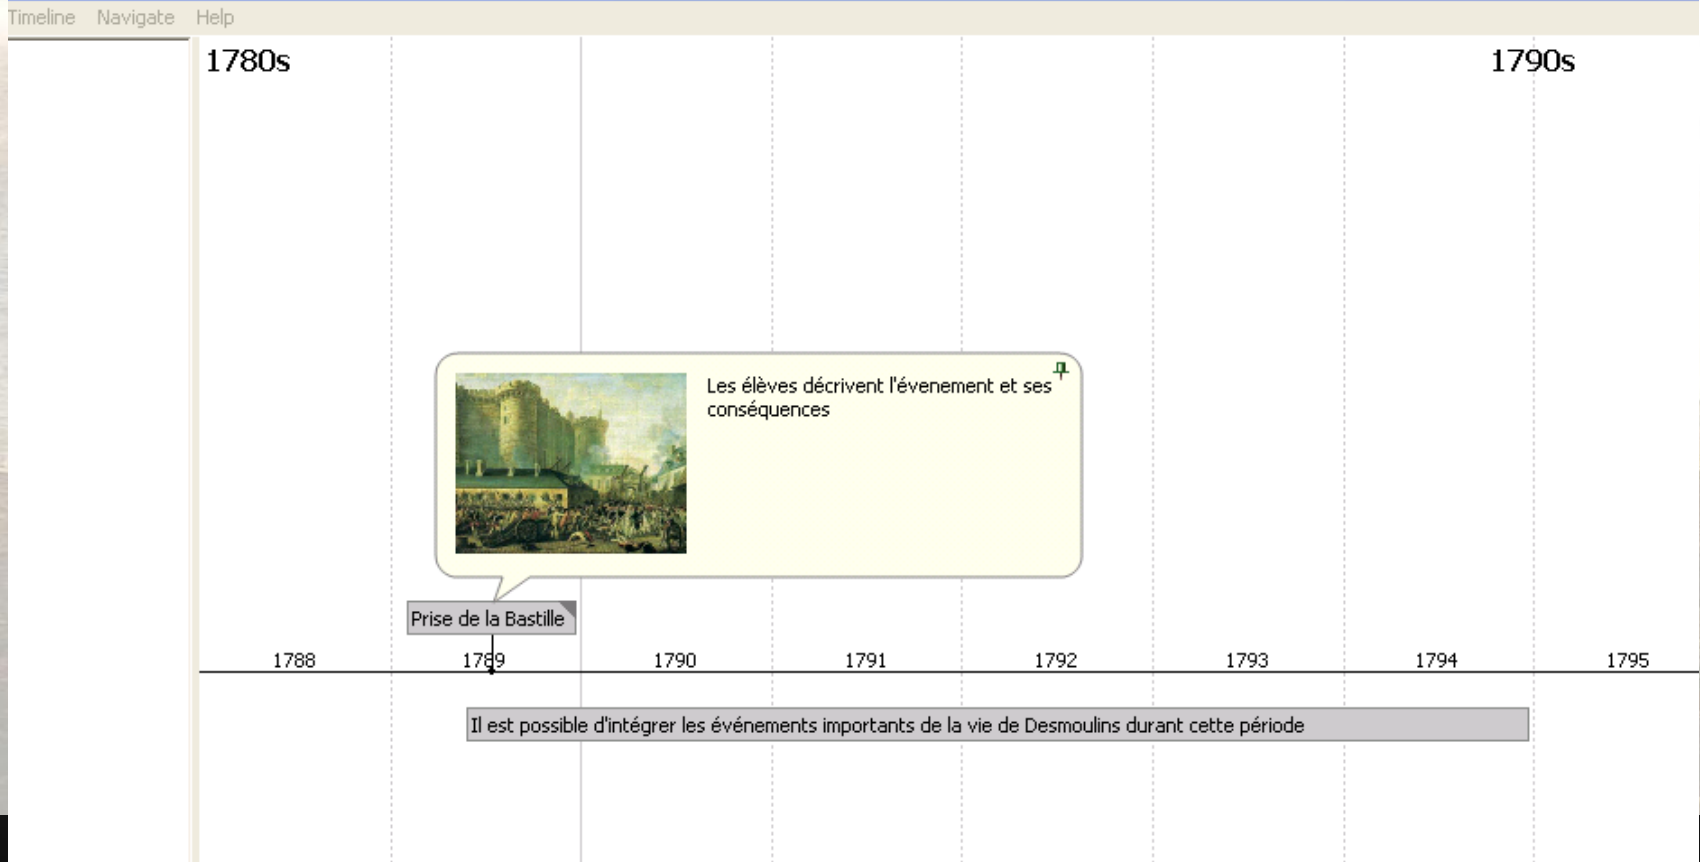 Timeline Navigate Help
1780s 1790s
Les élèves décrivent l'évenement et ses
conséquences
Prise de la Bastille
1788 1789 1790 1791 1792 1793 1794 1795
Il est possible d'intégrer les événements importants de la vie de Desmoulins durant cette période